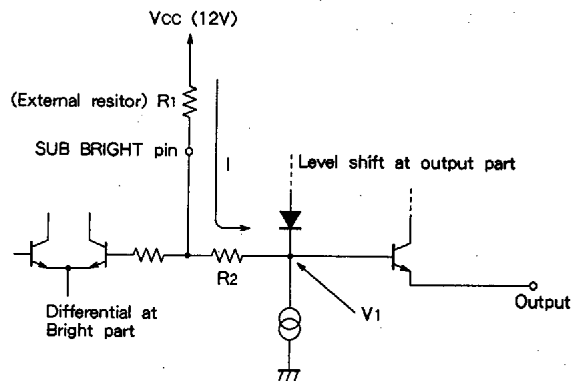 VCC (12V)
(External resitor) R1
SUB BRIGHT pin
I
Level shift at output part
R2
V1
Output
Differential at
Bright part